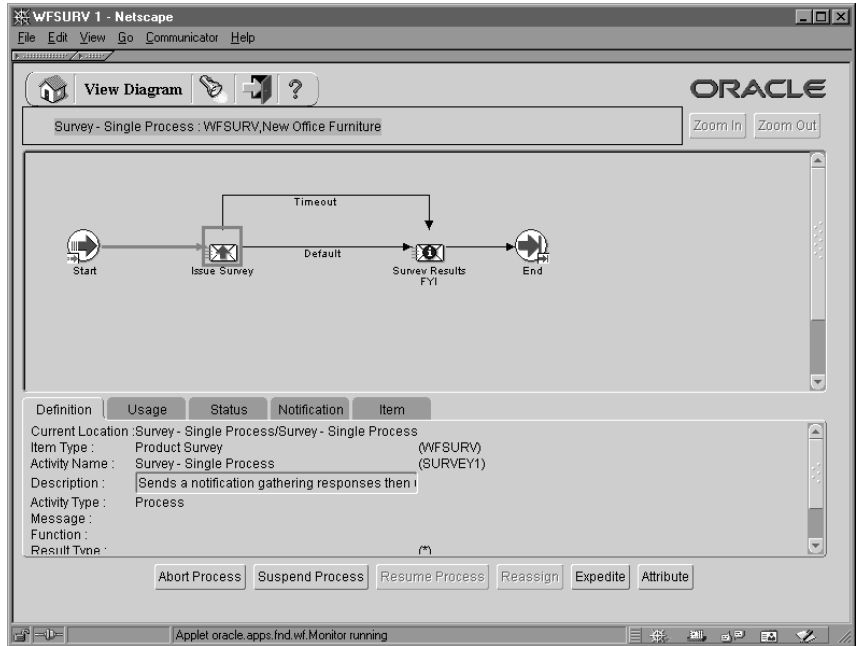 WFSURV 1 - Netscape
File Edit View Go Communicator Help
View Diagram ?
ORACLE
Survey - Single Process : WFSURV,New Office Furniture
Zoom In Zoom Out
Timeout
Default
Start
Issue Survey
Survey Results
FYI
End
Definition Usage Status Notification Item
Current Location :Survey - Single Process/Survey - Single Process
Item Type : Product Survey (WFSURV)
Activity Name : Survey - Single Process (SURVEY1)
Description : Sends a notification gathering responses then
Activity Type : Process
Message :
Function :
Result Type : (*)
Abort Process Suspend Process Resume Process Reassign Expedite Attribute
Applet oracle.apps.fnd.wf.Monitor running